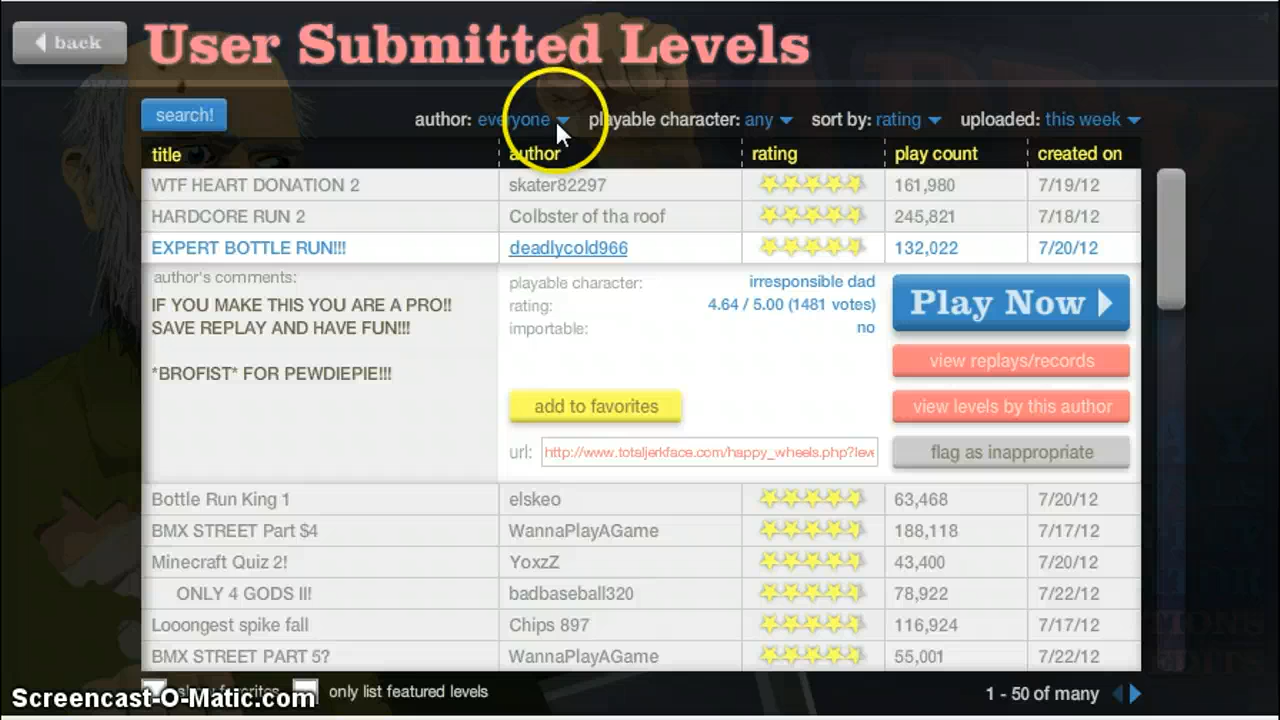 back
User Submitted Levels
search!
author: everyone playable character: any sort by: rating uploaded: this week
title author rating play count created on
WTF HEART DONATION 2 skater82297 161,980 7/19/12
HARDCORE RUN 2 Colbster of tha roof 245,821 7/18/12
EXPERT BOTTLE RUN!!! deadlycold966 132,022 7/20/12
author's comments:
IF YOU MAKE THIS YOU ARE A PRO!!
SAVE REPLAY AND HAVE FUN!!!
*BROFIST* FOR PEWDIEPIE!!!
playable character: irresponsible dad
rating: 4.64 / 5.00 (1481 votes)
importable: no
add to favorites
url: http://www.totaljerkface.com/happy_wheels.php?leve
Play Now
view replays/records
view levels by this author
flag as inappropriate
Bottle Run King 1 elskeo 63,468 7/20/12
BMX STREET Part $4 WannaPlayAGame 188,118 7/17/12
Minecraft Quiz 2! YoxzZ 43,400 7/20/12
ONLY 4 GODS III! badbaseball320 78,922 7/22/12
Looongest spike fall Chips 897 116,924 7/17/12
BMX STREET PART 5? WannaPlayAGame 55,001 7/22/12
only list featured levels
1 - 50 of many
Screencast-O-Matic.com